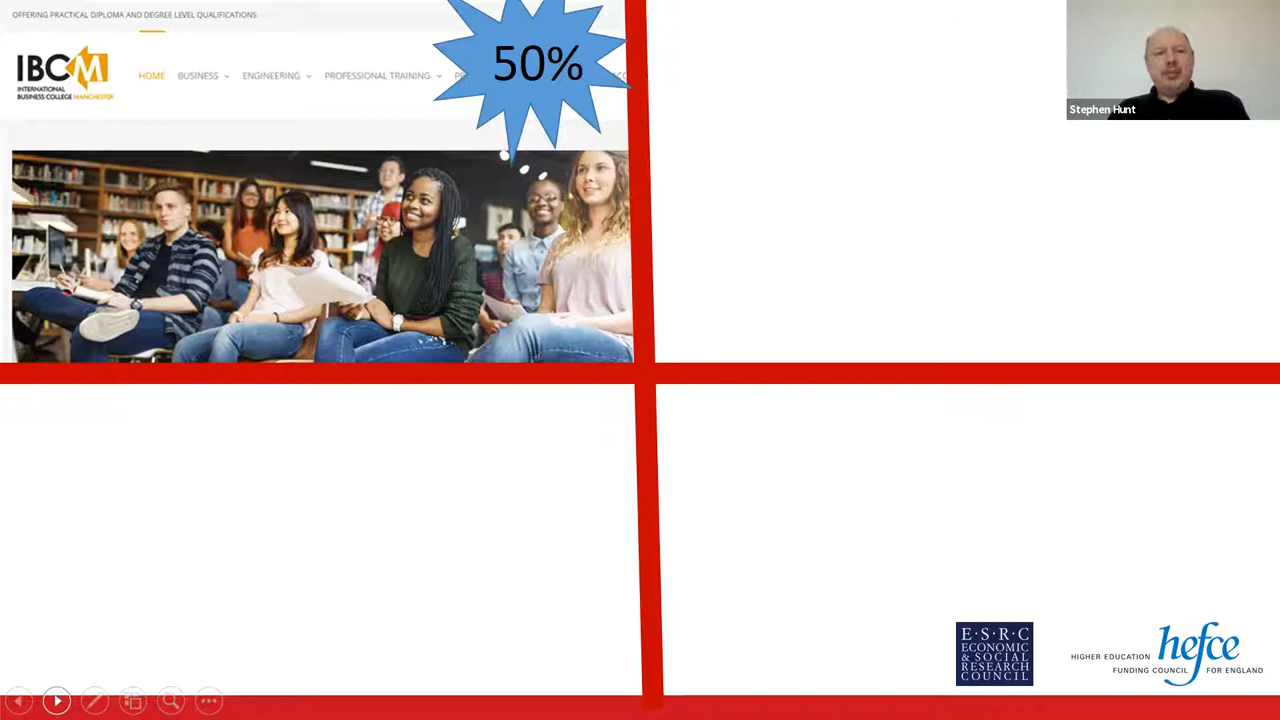 OFFERING PRACTICAL DIPLOMA AND DEGREE LEVEL QUALIFICATIONS
50%
IBCM
INTERNATIONAL
BUSINESS COLLEGE MANCHESTER
HOME BUSINESS ENGINEERING PROFESSIONAL TRAINING
Stephen Hunt
E·S·R·C
ECONOMIC
& SOCIAL
RESEARCH
COUNCIL
HIGHER EDUCATION hefce
FUNDING COUNCIL FOR ENGLAND